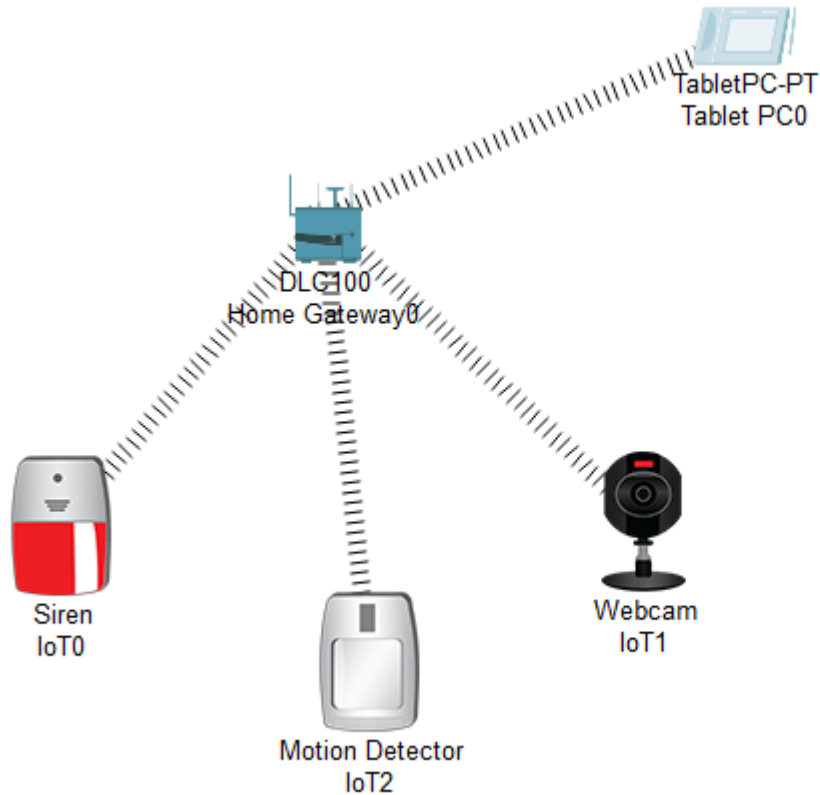 TabletPC-PT
Tablet PC0
DLC100
Home Gateway0
Siren
IoT0
Webcam
IoT1
Motion Detector
IoT2